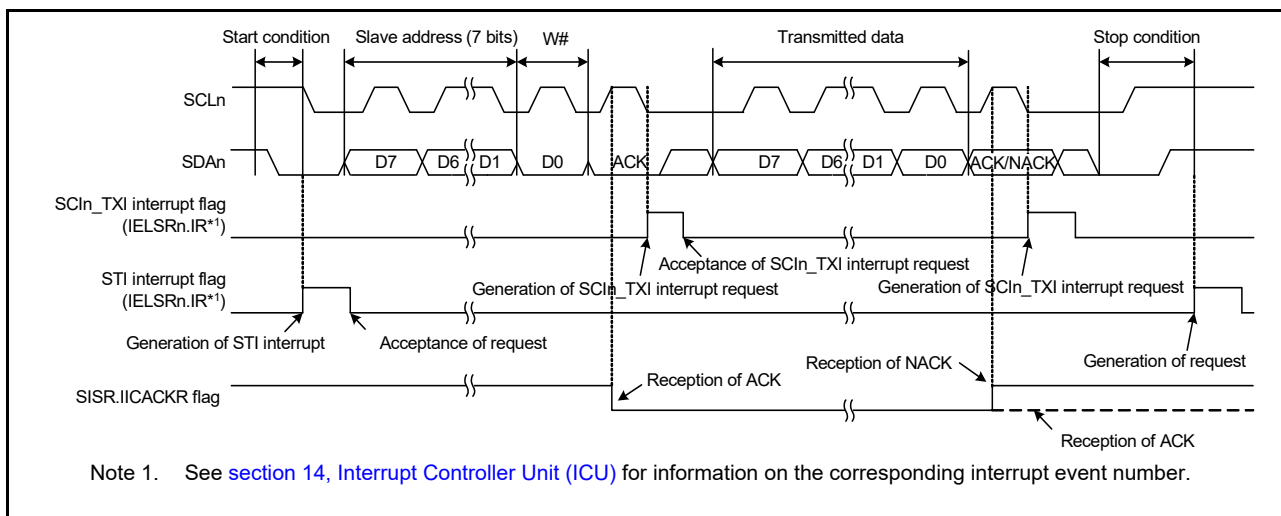 Start condition
Slave address (7 bits)
W#
Transmitted data
Stop condition
SCLn
SDAn
D7
D6
D1
D0
ACK
D7
D6
D1
D0
ACK/NACK
SCIn_TXI interrupt flag
(IELSRn.IR*1)
Acceptance of SCIn_TXI interrupt request
Generation of SCIn_TXI interrupt request
Generation of SCIn_TXI interrupt request
STI interrupt flag
(IELSRn.IR*1)
Generation of STI interrupt
Acceptance of request
Generation of request
Reception of ACK
Reception of NACK
SISR.IICACKR flag
Reception of ACK
Note 1. See section 14, Interrupt Controller Unit (ICU) for information on the corresponding interrupt event number.